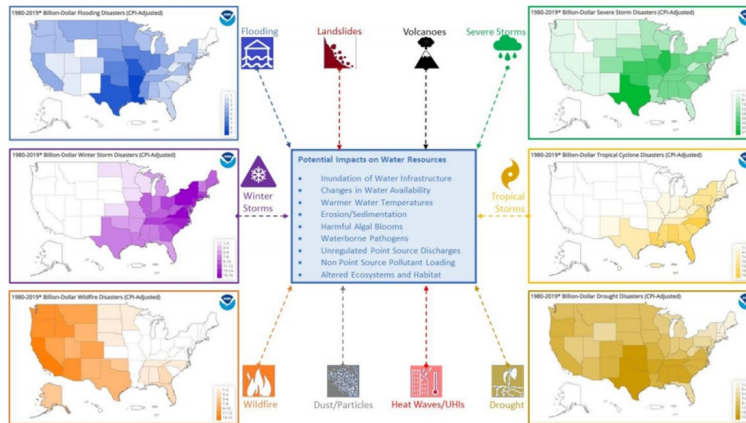 1980-2019* Billion-Dollar Flooding Disasters (CPI-Adjusted)
Flooding
Landslides
Volcanoes
Severe Storms
1980-2019* Billion-Dollar Severe Storm Disasters (CPI-Adjusted)
1980-2019* Billion-Dollar Winter Storm Disasters (CPI-Adjusted)
Winter
Storms
Potential Impacts on Water Resources
• Inundation of Water Infrastructure
• Changes in Water Availability
• Warmer Water Temperatures
• Erosion/Sedimentation
• Harmful Algal Blooms
• Waterborne Pathogens
• Unregulated Point Source Discharges
• Non Point Source Pollutant Loading
• Altered Ecosystems and Habitat
Tropical
Storms
1980-2019* Billion-Dollar Tropical Cyclone Disasters (CPI-Adjusted)
1980-2019* Billion-Dollar Wildfire Disasters (CPI-Adjusted)
Wildfire
Dust/Particles
Heat Waves/UHIs
Drought
1980-2019* Billion-Dollar Drought Disasters (CPI-Adjusted)